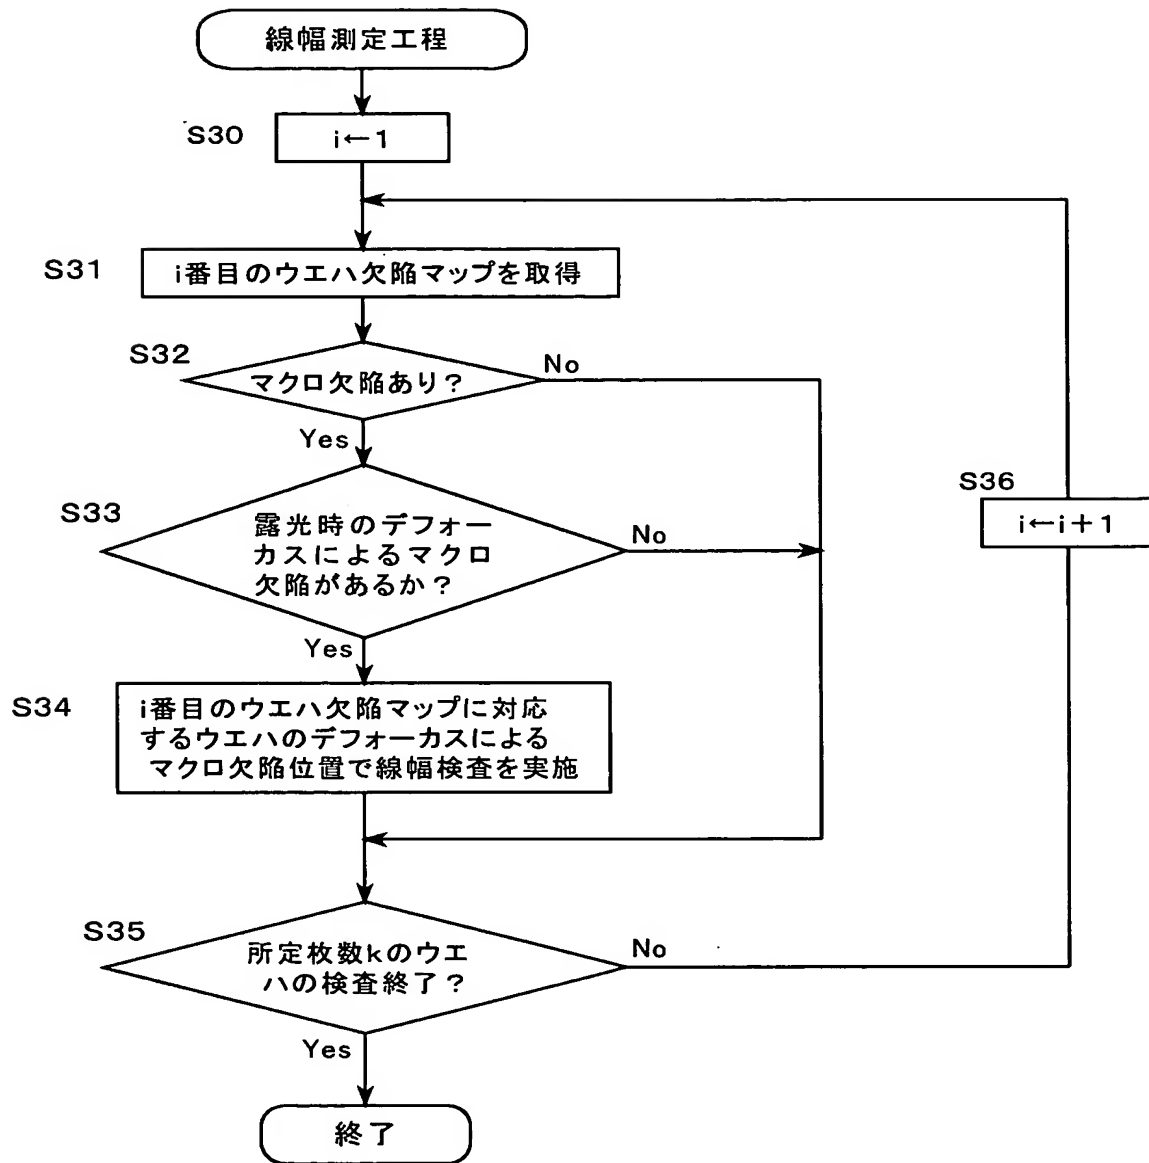 線幅測定工程
S30
i←1
S31
i番目のウエハ欠陥マップを取得
S32
マクロ欠陥あり？
No
Yes
S33
露光時のデフォー
カスによるマクロ
欠陥があるか？
No
Yes
S36
i←i+1
S34
i番目のウエハ欠陥マップに対応
するウエハのデフォーカスによる
マクロ欠陥位置で線幅検査を実施
S35
所定枚数kのウエ
ハの検査終了？
No
Yes
終了